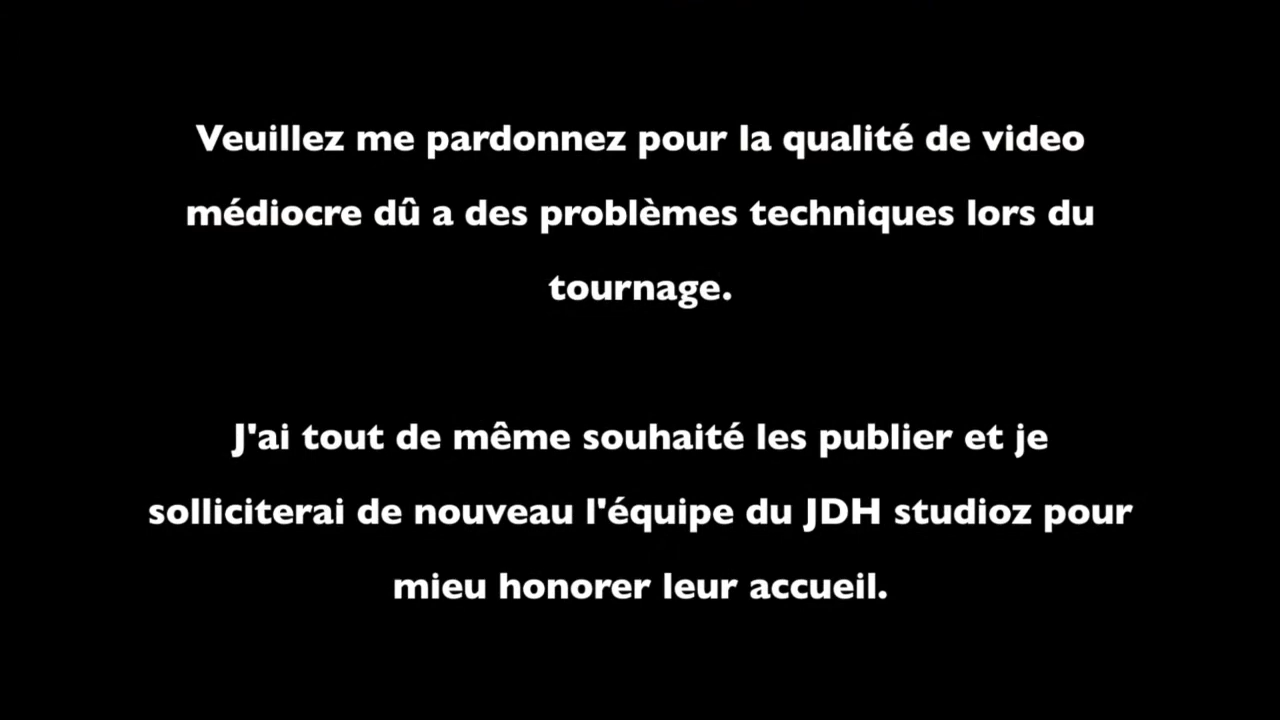 Veuillez me pardonnez pour la qualité de video
médiocre dû a des problèmes techniques lors du
tournage.
J'ai tout de même souhaité les publier et je
solliciterai de nouveau l'équipe du JDH studioz pour
mieu honorer leur accueil.